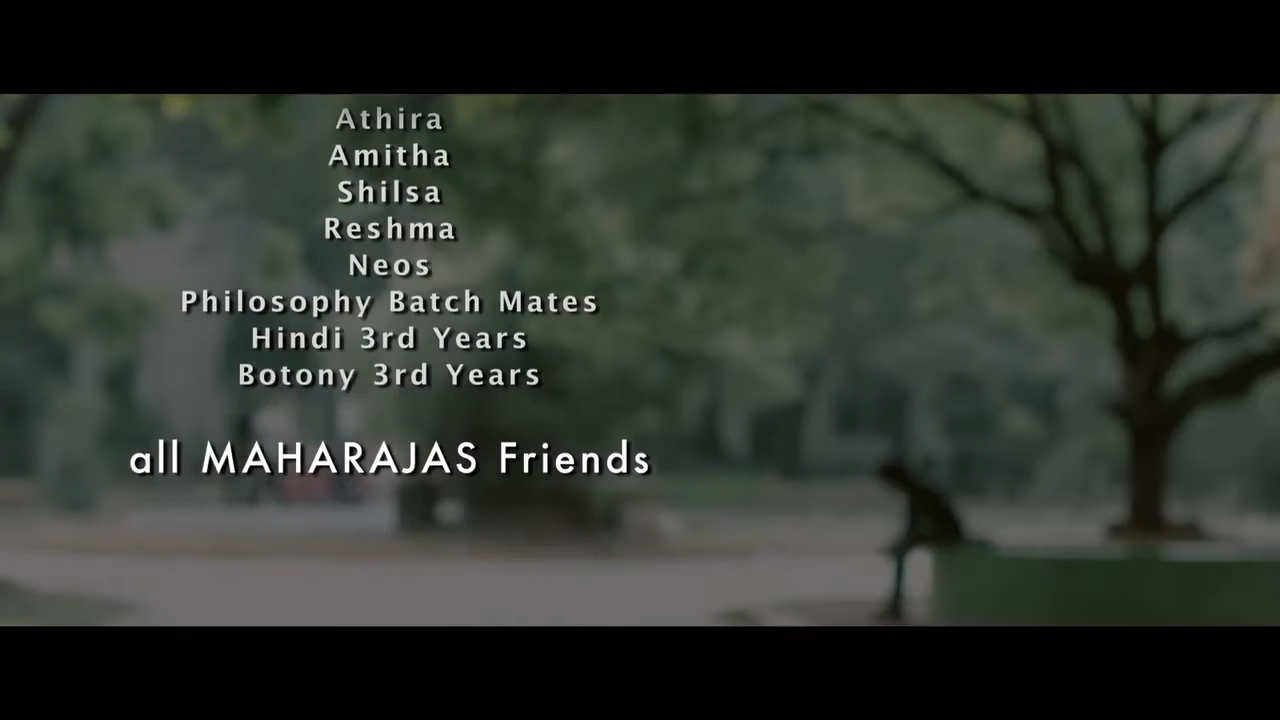 Athira
Amitha
Shilsa
Reshma
Neos
Philosophy Batch Mates
Hindi 3rd Years
Botony 3rd Years
all MAHARAJAS Friends